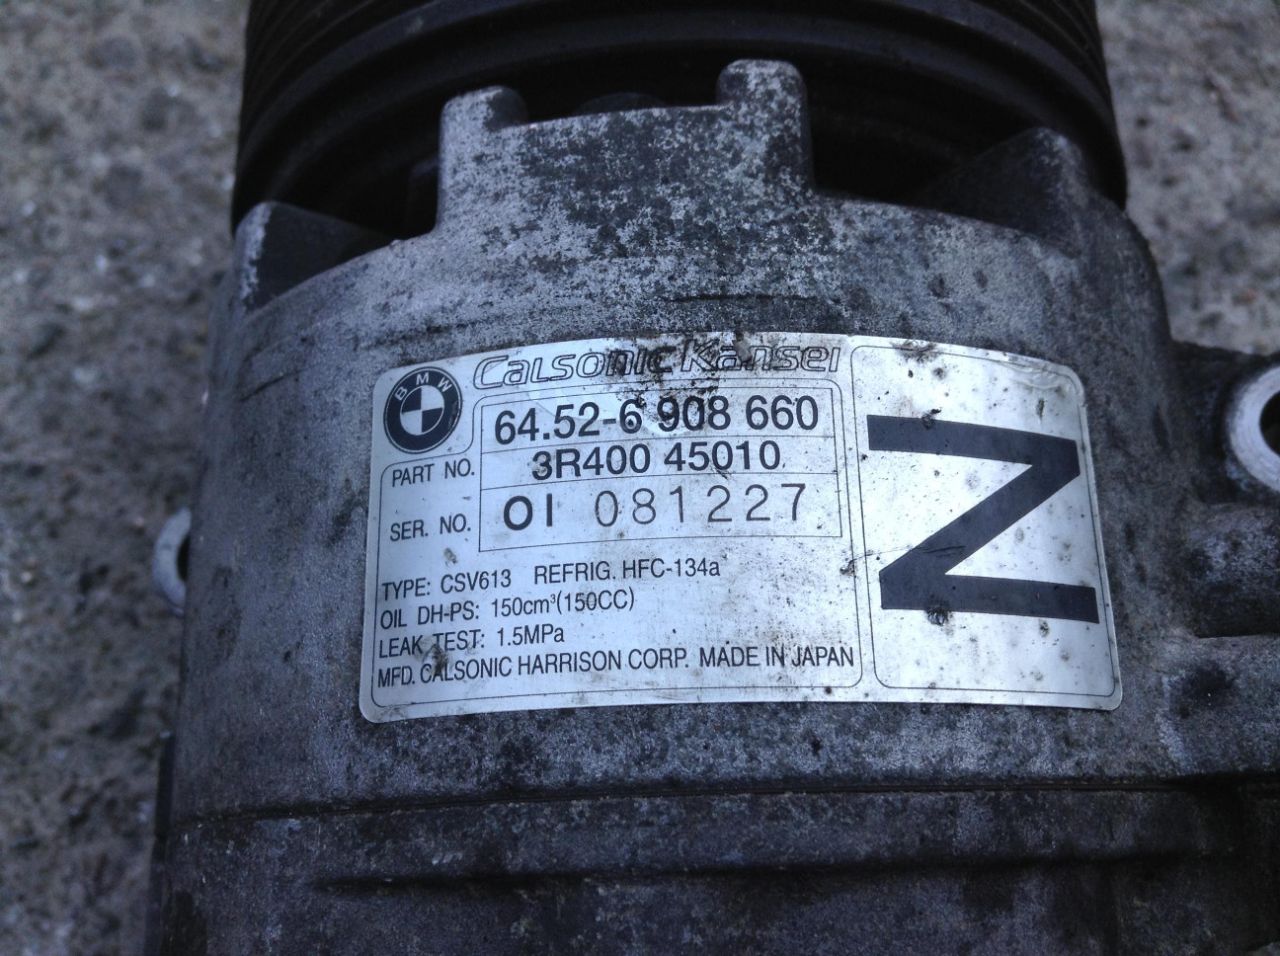 BMW
Calsonic Kansei
64.52-6 908 660
PART NO. 3R400 45010
SER. NO. OI 081227
TYPE: CSV613 REFRIG. HFC-134a
OIL DH-PS: 150cm³(150CC)
LEAK TEST: 1.5MPa
MFD. CALSONIC HARRISON CORP. MADE IN JAPAN
Z